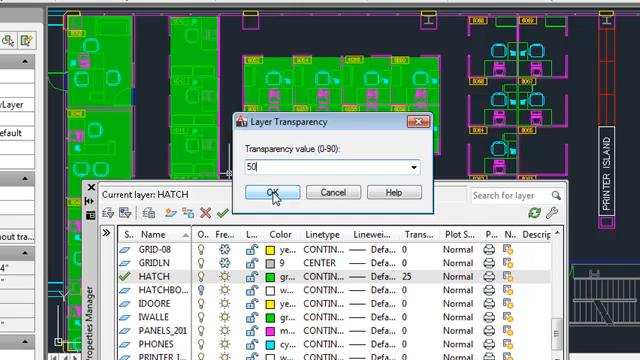 Layer Transparency
Transparency value (0-90):
50
OK Cancel Help
Current layer: HATCH
Search for layer
S.. Name O.. Fre... L... Color Linetype Linewei... Trans... Plot S... P... N.. Descrip
GRID-08 ye... CONTIN... Defa... 0 Normal
GRIDLN 9 CENTER Defa... 0 Normal
HATCH gr... CONTIN... Defa... 25 Normal
HATCHBO... w... CONTIN... Defa... 0 Normal
IDOORE ye... CONTIN... Defa... 0 Normal
IWALLE gr... CONTIN... Defa... 0 Normal
PANELS_201 m... CONTIN... Defa... 0 Normal
PHONES cy... CONTIN... Defa... 0 Normal
PRINTER I w... CONTIN... Defa... 0 Normal
Properties Manager
PRINTER ISLAND
yLayer
efault
out tra...